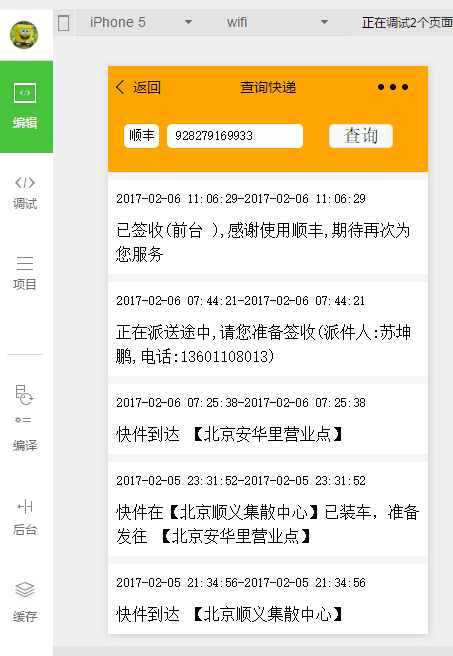 iPhone 5
wifi
正在调试2个页面
编辑
调试
项目
编译
后台
缓存
返回
查询快递
顺丰
928279169933
查询
2017-02-06 11:06:29-2017-02-06 11:06:29
已签收(前台 ),感谢使用顺丰,期待再次为
您服务
2017-02-06 07:44:21-2017-02-06 07:44:21
正在派送途中,请您准备签收(派件人:苏坤
鹏,电话:13601108013)
2017-02-06 07:25:38-2017-02-06 07:25:38
快件到达 【北京安华里营业点】
2017-02-05 23:31:52-2017-02-05 23:31:52
快件在【北京顺义集散中心】已装车，准备
发往 【北京安华里营业点】
2017-02-05 21:34:56-2017-02-05 21:34:56
快件到达 【北京顺义集散中心】